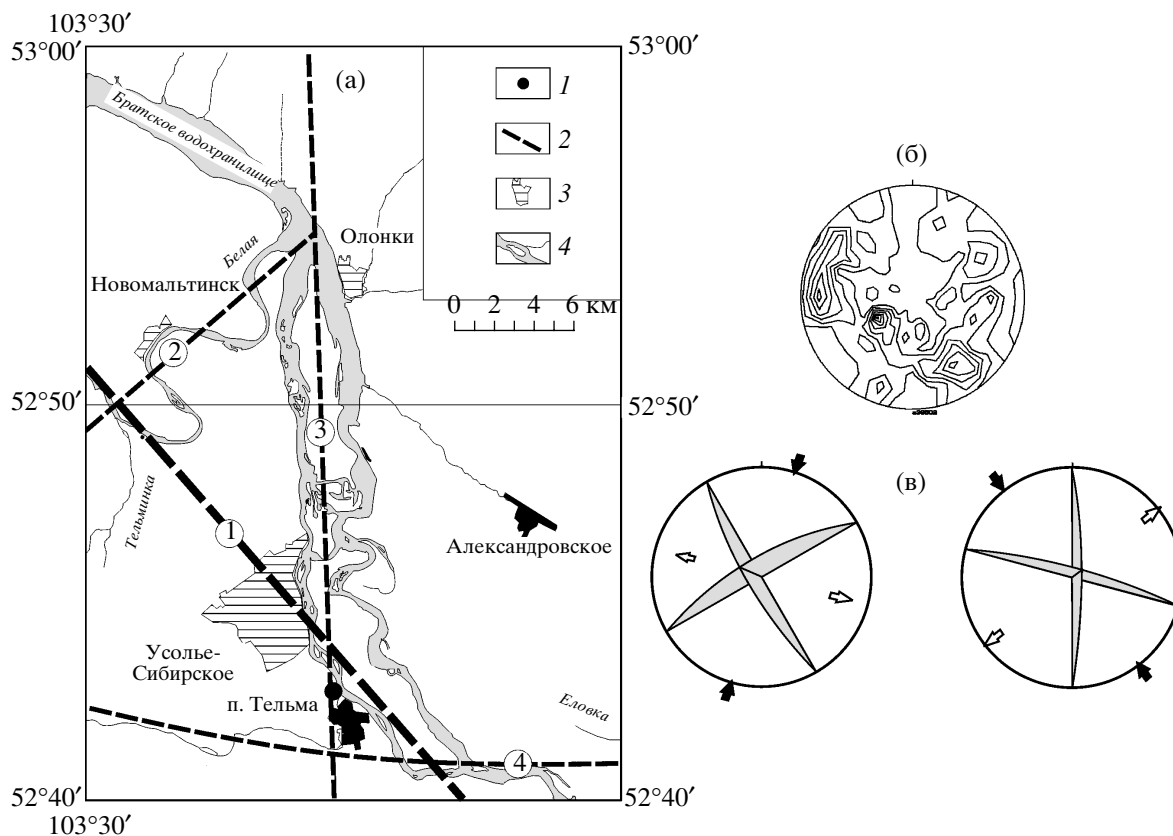 103°30′
53°00′
53°00′
(а)
1
2
3
4
Братское водохранилище
Белая
Олонки
Новомальтинск
0 2 4 6 км
2
52°50′
52°50′
3
Тельминка
1
Александровское
Усолье-
Сибирское
п. Тельма
Еловка
4
52°40′
52°40′
103°30′
(б)
(в)